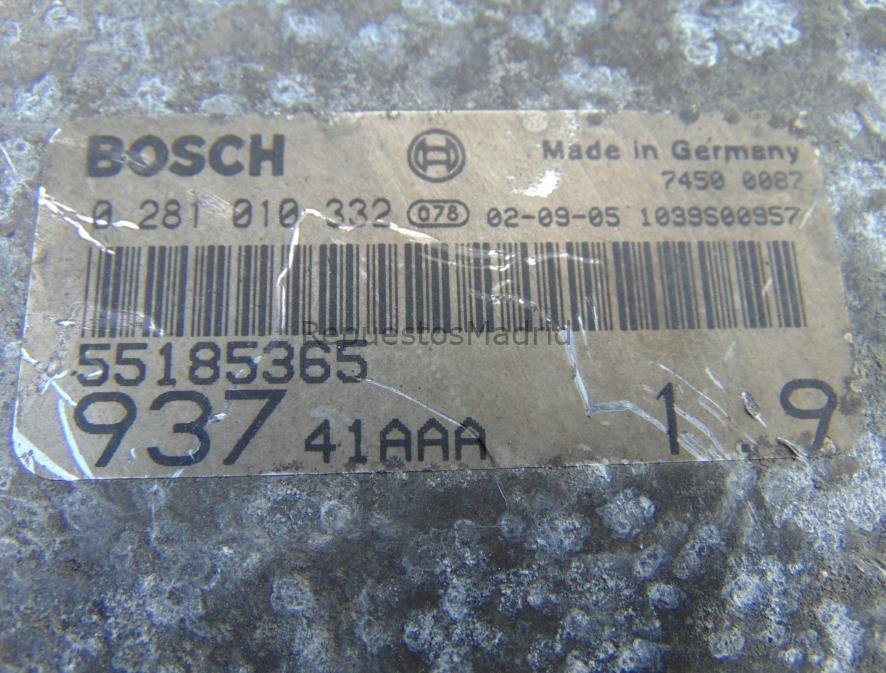 BOSCH
Made in Germany
7450 0087
0 281 010 332 078 02-09-05 1039S00957
RepuestosMadrid
55185365
937 41AAA 1.9